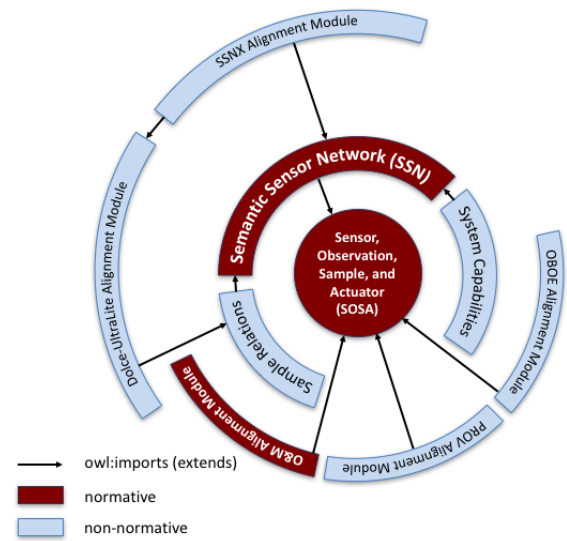 SSNX Alignment Module
Semantic Sensor Network (SSN)
Dolce-UltraLite Alignment Module
System Capabilities
OBOE Alignment Module
Sensor,
Observation,
Sample, and
Actuator
(SOSA)
Sample Relations
O&M Alignment Module
PROV Alignment Module
owl:imports (extends)
normative
non-normative